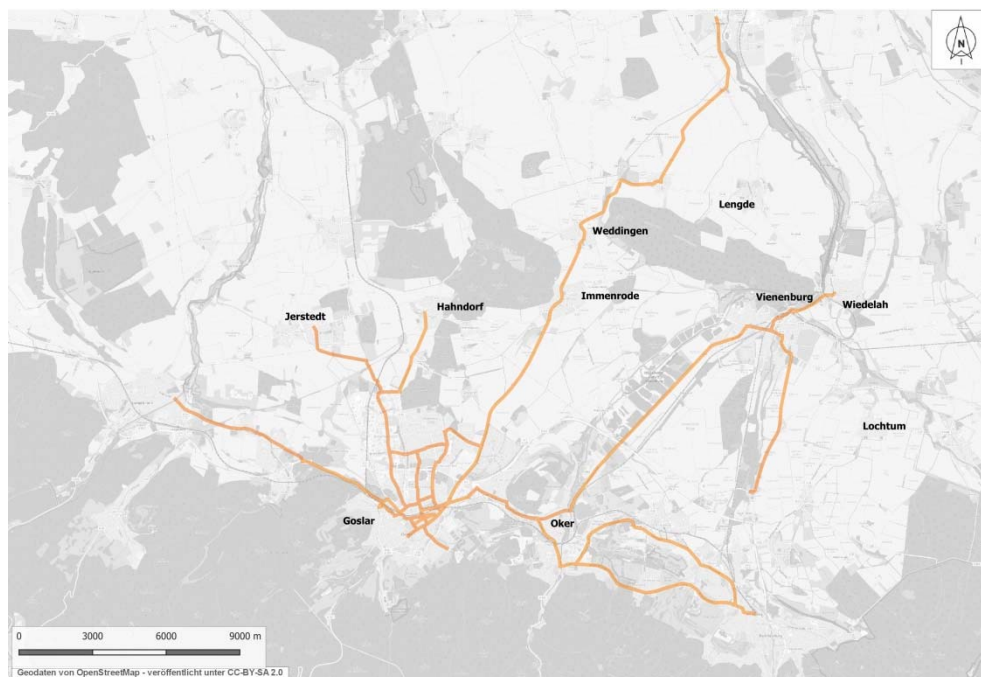 N
Lengde
Weddingen
Immenrode
Vienenburg
Wiedelah
Hahndorf
Jerstedt
Lochtum
Goslar
Oker
0 3000 6000 9000 m
Geodaten von OpenStreetMap - veröffentlicht unter CC-BY-SA 2.0